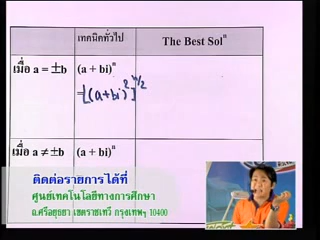 เทคนิคทั่วไป
The Best Solⁿ
เมื่อ a = ±b
(a + bi)ⁿ
=[(a+bi)²]ⁿ/²
เมื่อ a ≠ ±b
(a + bi)ⁿ
ติดต่อรายการได้ที่
ศูนย์เทคโนโลยีทางการศึกษา
ถ.ศรีอยุธยา เขตราชเทวี กรุงเทพฯ 10400